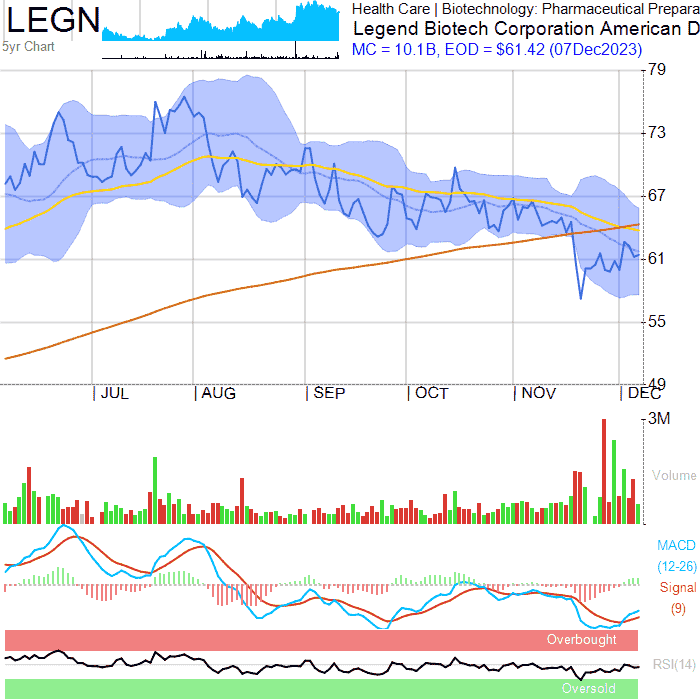 LEGN
5yr Chart
Health Care | Biotechnology: Pharmaceutical Prepara
Legend Biotech Corporation American D
MC = 10.1B, EOD = $61.42 (07Dec2023)
79
73
67
61
55
49
JUL AUG SEP OCT NOV DEC
3M
Volume
MACD
(12-26)
Signal
(9)
Overbought
RSI(14)
Oversold